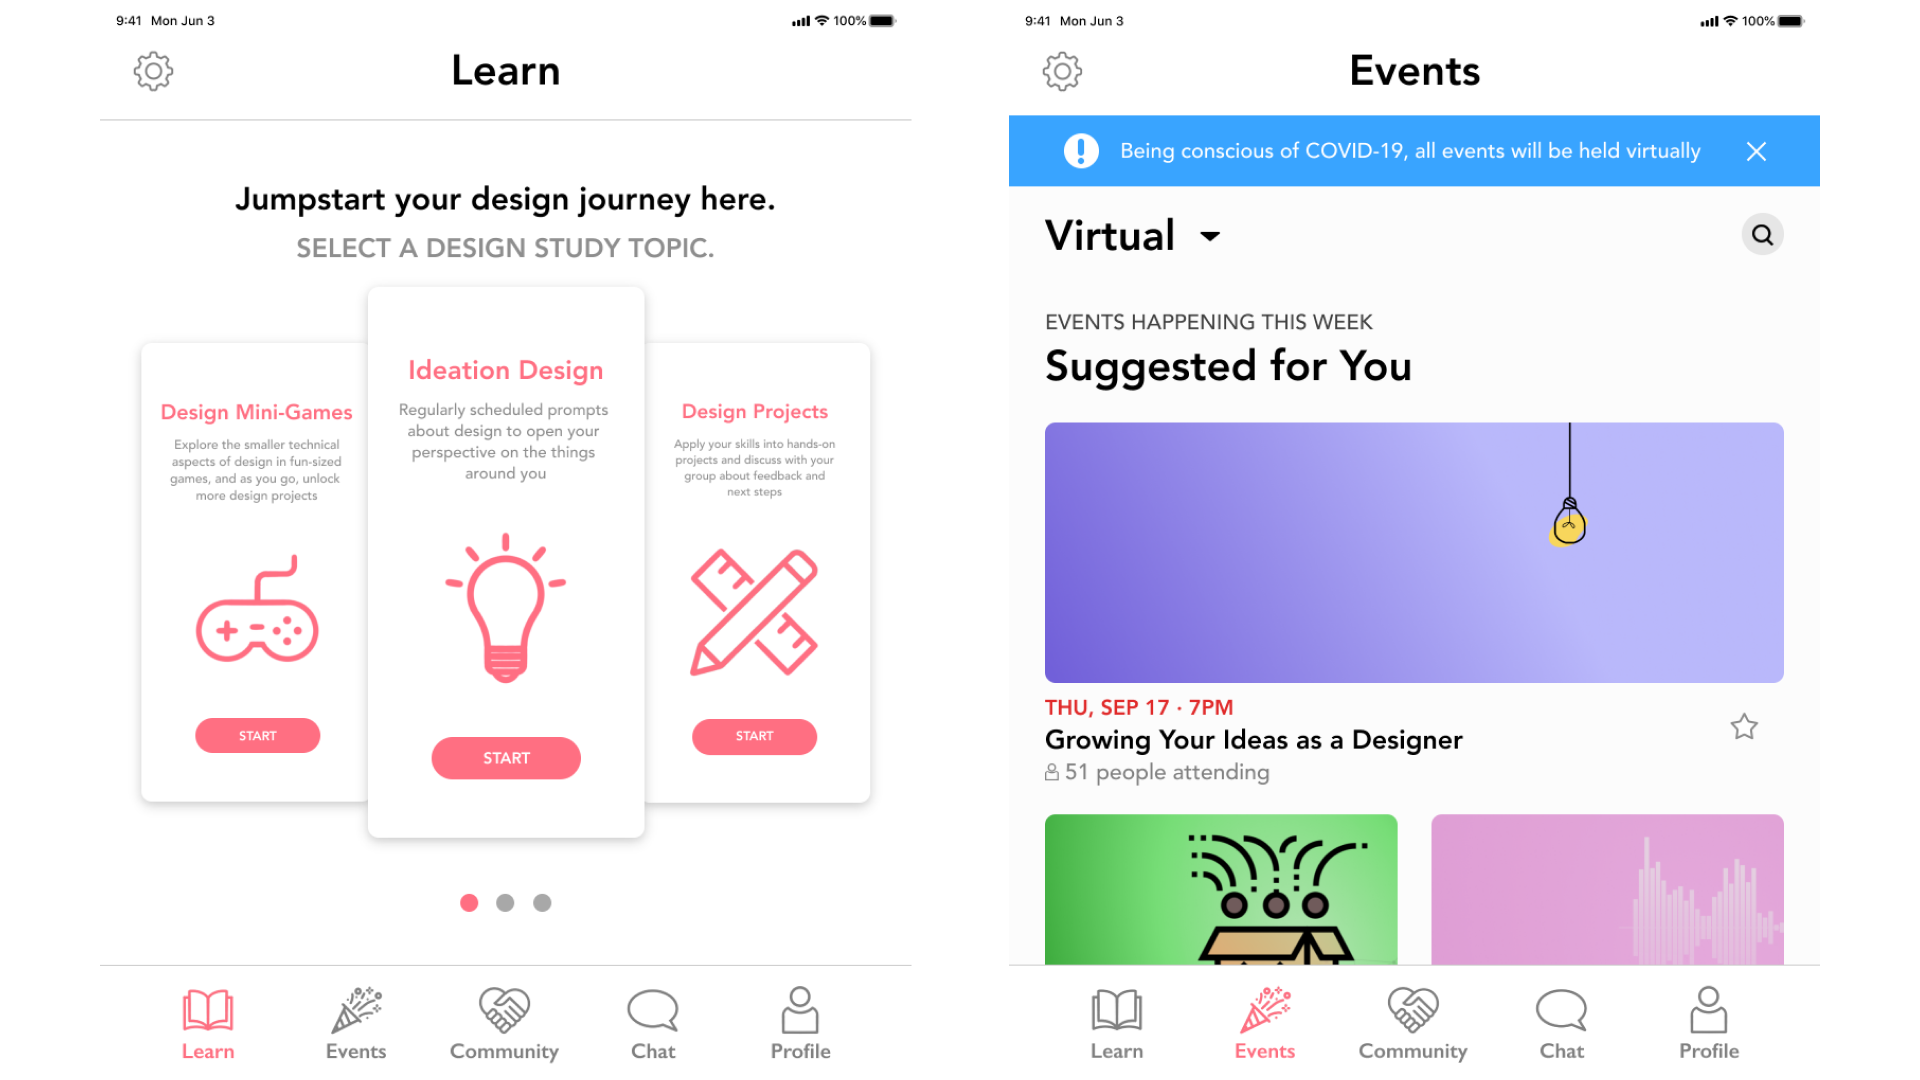 9:41 Mon Jun 3
100%
Learn
Jumpstart your design journey here.
SELECT A DESIGN STUDY TOPIC.
Design Mini-Games
Explore the smaller technical
aspects of design in fun-sized
games, and as you go, unlock
more design projects
START
Ideation Design
Regularly scheduled prompts
about design to open your
perspective on the things
around you
START
Design Projects
Apply your skills into hands-on
projects and discuss with your
group about feedback and
next steps
START
Learn
Events
Community
Chat
Profile
9:41 Mon Jun 3
100%
Events
Being conscious of COVID-19, all events will be held virtually
Virtual
EVENTS HAPPENING THIS WEEK
Suggested for You
THU, SEP 17 · 7PM
Growing Your Ideas as a Designer
51 people attending
Learn
Events
Community
Chat
Profile